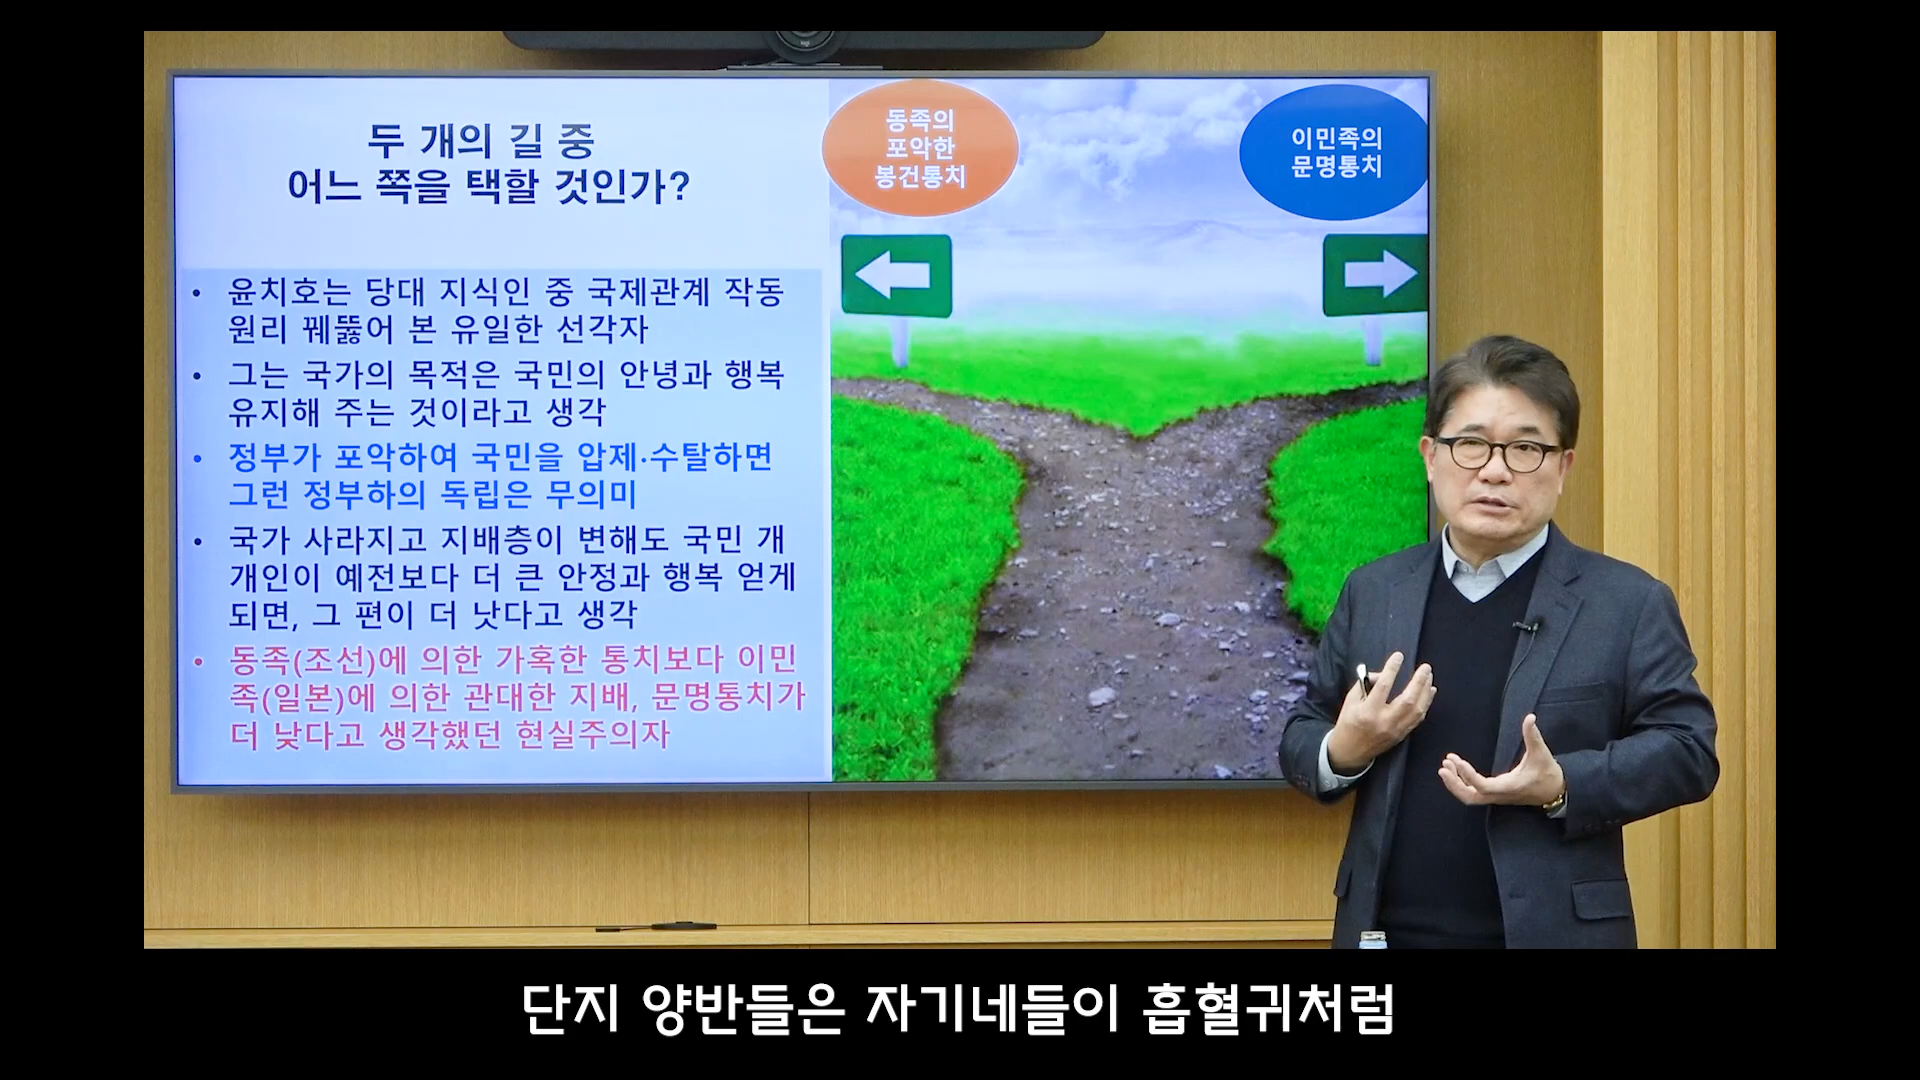 두 개의 길 중
어느 쪽을 택할 것인가?
• 윤치호는 당대 지식인 중 국제관계 작동
원리 꿰뚫어 본 유일한 선각자
• 그는 국가의 목적은 국민의 안녕과 행복
유지해 주는 것이라고 생각
• 정부가 포악하여 국민을 압제·수탈하면
그런 정부하의 독립은 무의미
• 국가 사라지고 지배층이 변해도 국민 개
개인이 예전보다 더 큰 안정과 행복 얻게
되면, 그 편이 더 낫다고 생각
• 동족(조선)에 의한 가혹한 통치보다 이민
족(일본)에 의한 관대한 지배, 문명통치가
더 낮다고 생각했던 현실주의자
동족의
포악한
봉건통치
이민족의
문명통치
logi
단지 양반들은 자기네들이 흡혈귀처럼